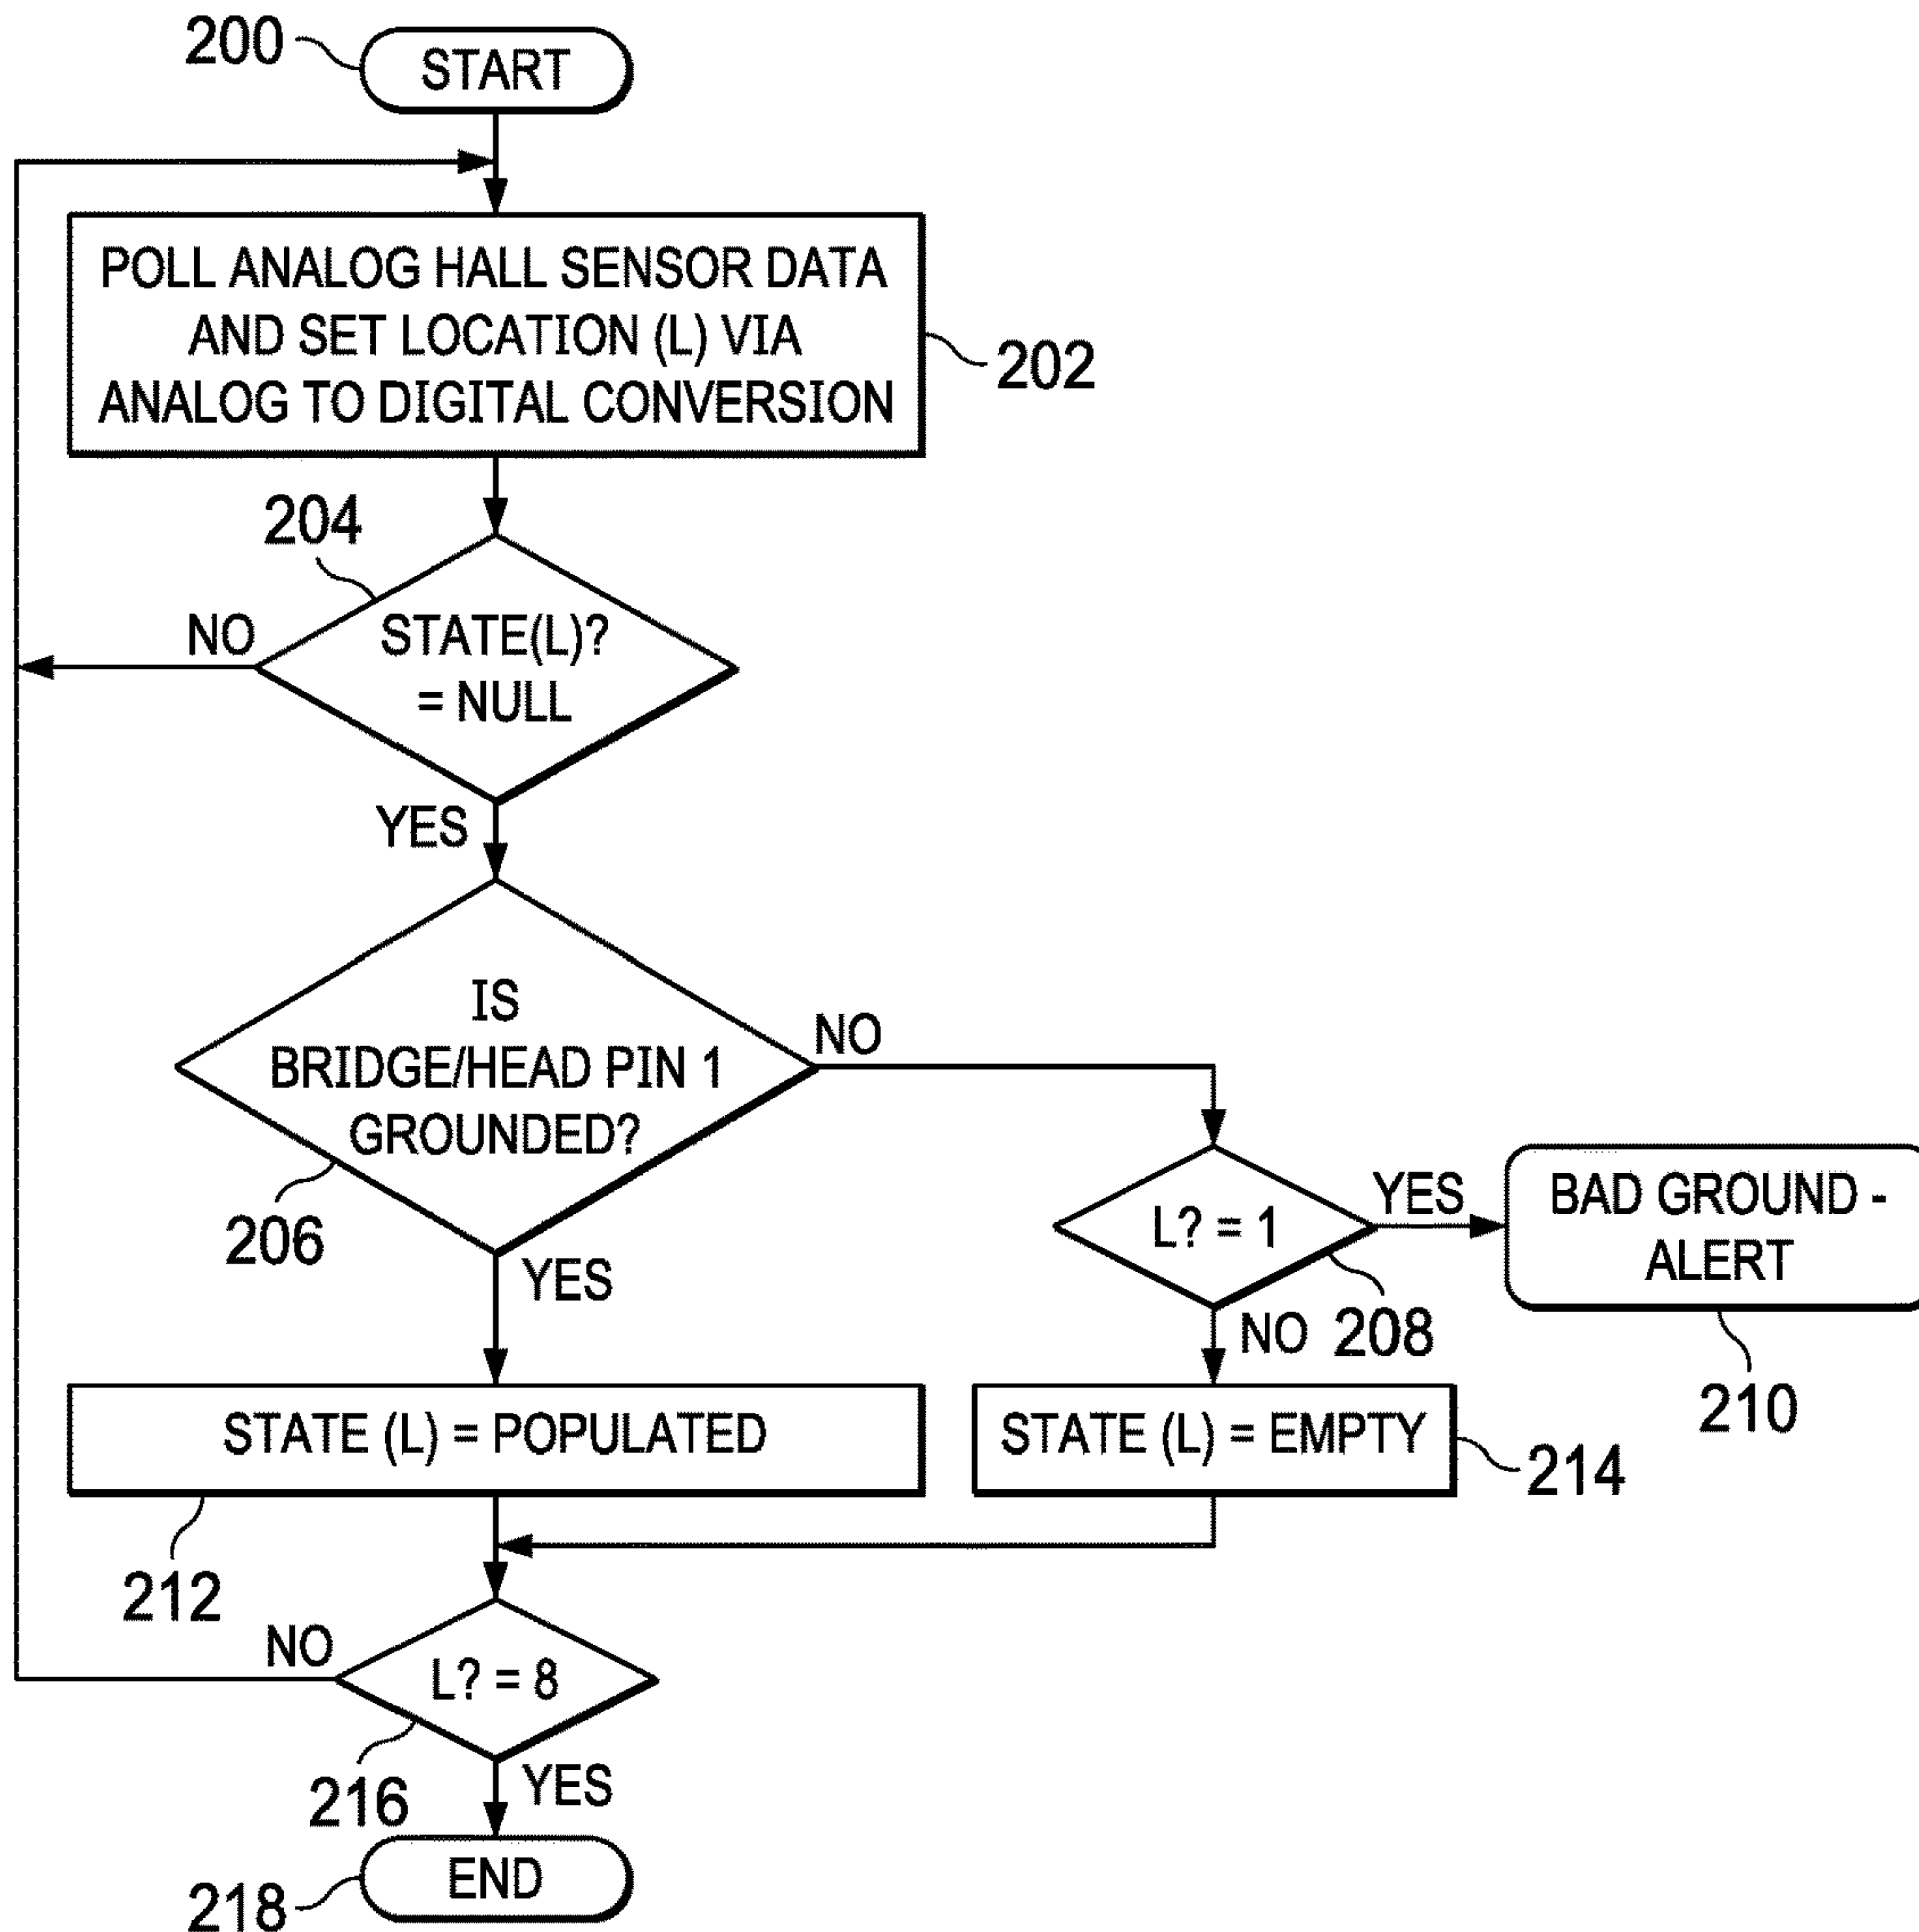 200
START
POLL ANALOG HALL SENSOR DATA
AND SET LOCATION (L) VIA
ANALOG TO DIGITAL CONVERSION
202
204
NO
STATE(L)?
= NULL
YES
IS
BRIDGE/HEAD PIN 1
GROUNDED?
NO
206
YES
L? = 1
YES
BAD GROUND -
ALERT
NO
208
210
STATE (L) = POPULATED
STATE (L) = EMPTY
214
212
NO
L? = 8
216
YES
END
218